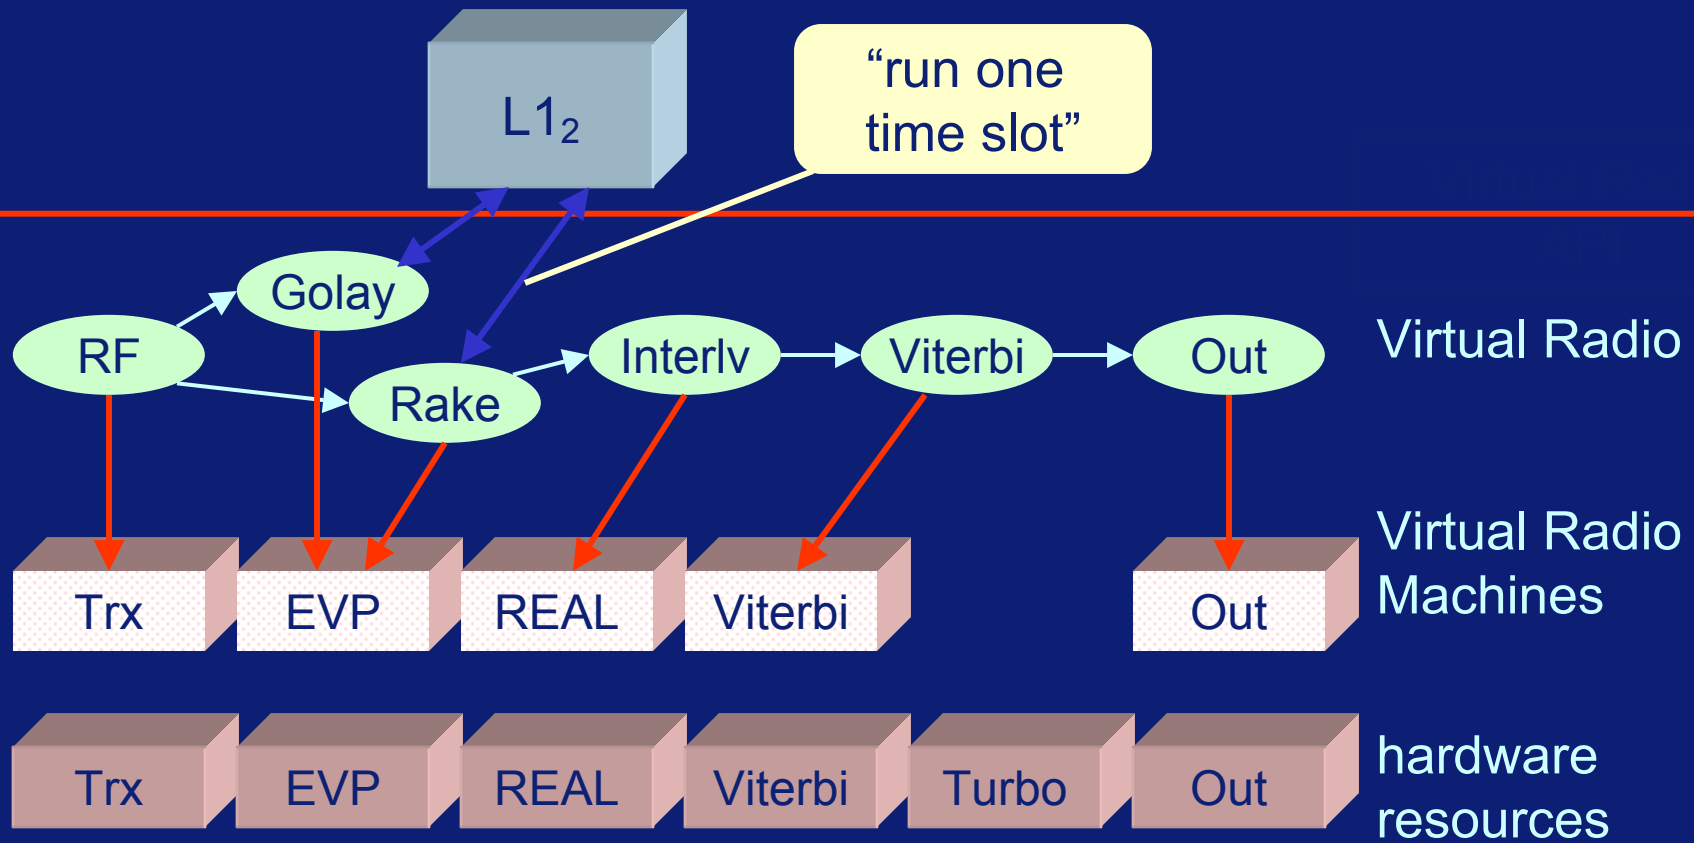 L1₂
“run one
time slot”
Golay
RF
Rake
Interlv
Viterbi
Out
Virtual Radio
Trx
EVP
REAL
Viterbi
Out
Virtual Radio
Machines
Trx
EVP
REAL
Viterbi
Turbo
Out
hardware
resources